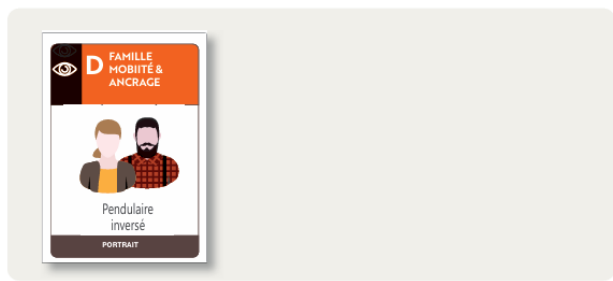 D FAMILLE
MOBIITÉ &
ANCRAGE
Pendulaire
inversé
PORTRAIT